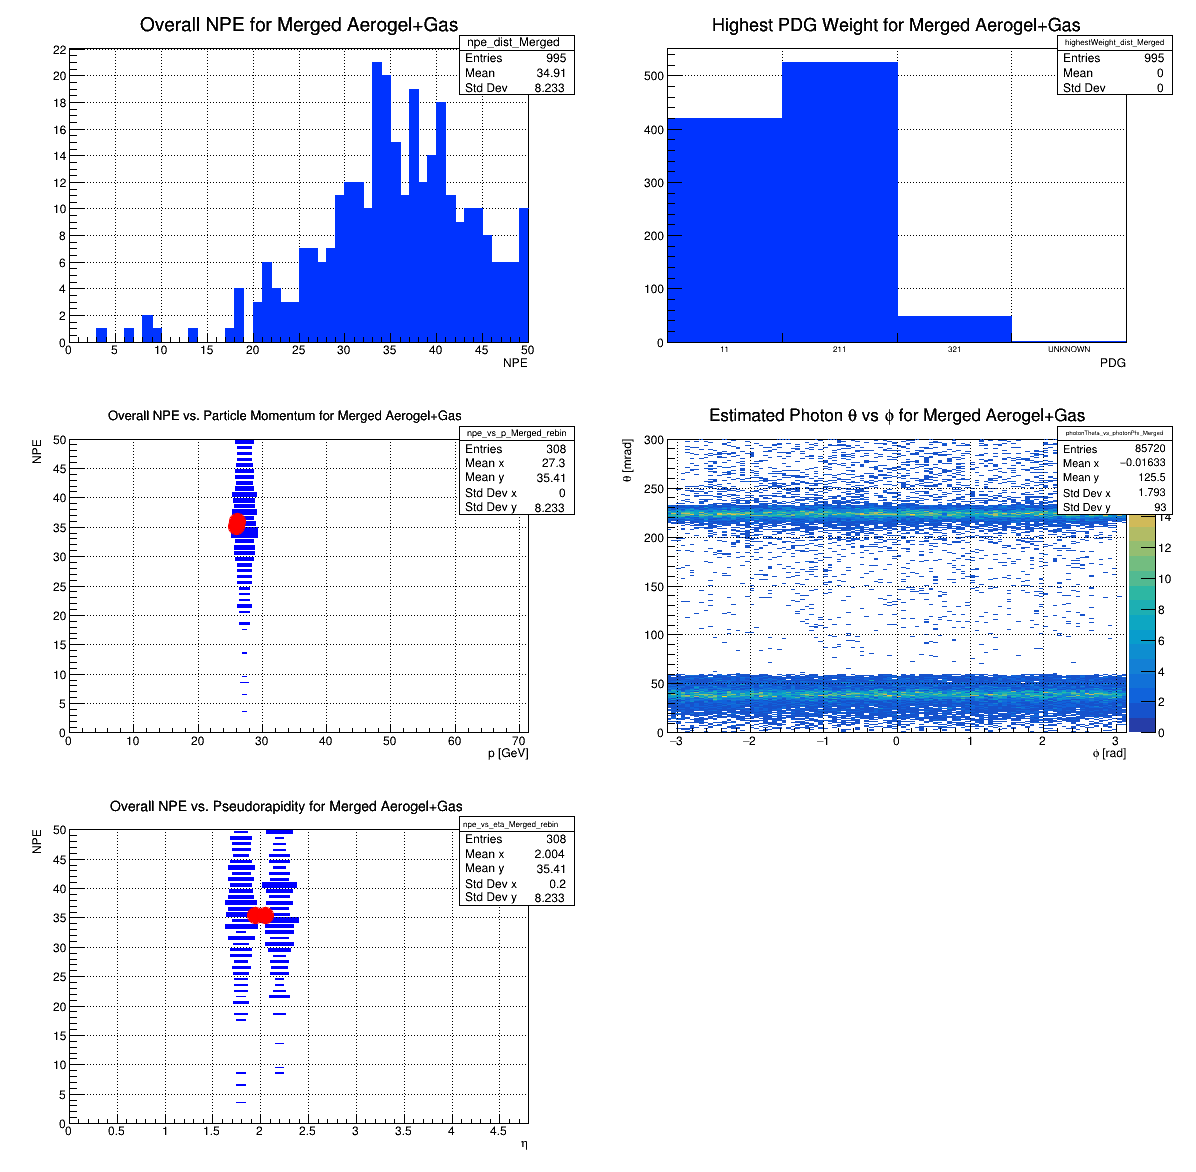 Overall NPE for Merged Aerogel+Gas
npe_dist_Merged
Entries 995
Mean 34.91
Std Dev 8.233
22
20
18
16
14
12
10
8
6
4
2
0
0 5 10 15 20 25 30 35 40 45 50
NPE
Highest PDG Weight for Merged Aerogel+Gas
highestWeight_dist_Merged
Entries 995
Mean 0
Std Dev 0
500
400
300
200
100
0
11 211 321 UNKNOWN
PDG
Overall NPE vs. Particle Momentum for Merged Aerogel+Gas
npe_vs_p_Merged_rebin
Entries 308
Mean x 27.3
Mean y 35.41
Std Dev x 0
Std Dev y 8.233
NPE
50
45
40
35
30
25
20
15
10
5
0
0 10 20 30 40 50 60 70
p [GeV]
Estimated Photon θ vs ϕ for Merged Aerogel+Gas
photonTheta_vs_photonPhi_Merged
Entries 85720
Mean x −0.01633
Mean y 125.5
Std Dev x 1.793
Std Dev y 93
θ [mrad]
300
250
200
150
100
50
0
−3 −2 −1 0 1 2 3
ϕ [rad]
14
12
10
8
6
4
2
0
Overall NPE vs. Pseudorapidity for Merged Aerogel+Gas
npe_vs_eta_Merged_rebin
Entries 308
Mean x 2.004
Mean y 35.41
Std Dev x 0.2
Std Dev y 8.233
NPE
50
45
40
35
30
25
20
15
10
5
0
0 0.5 1 1.5 2 2.5 3 3.5 4 4.5
η